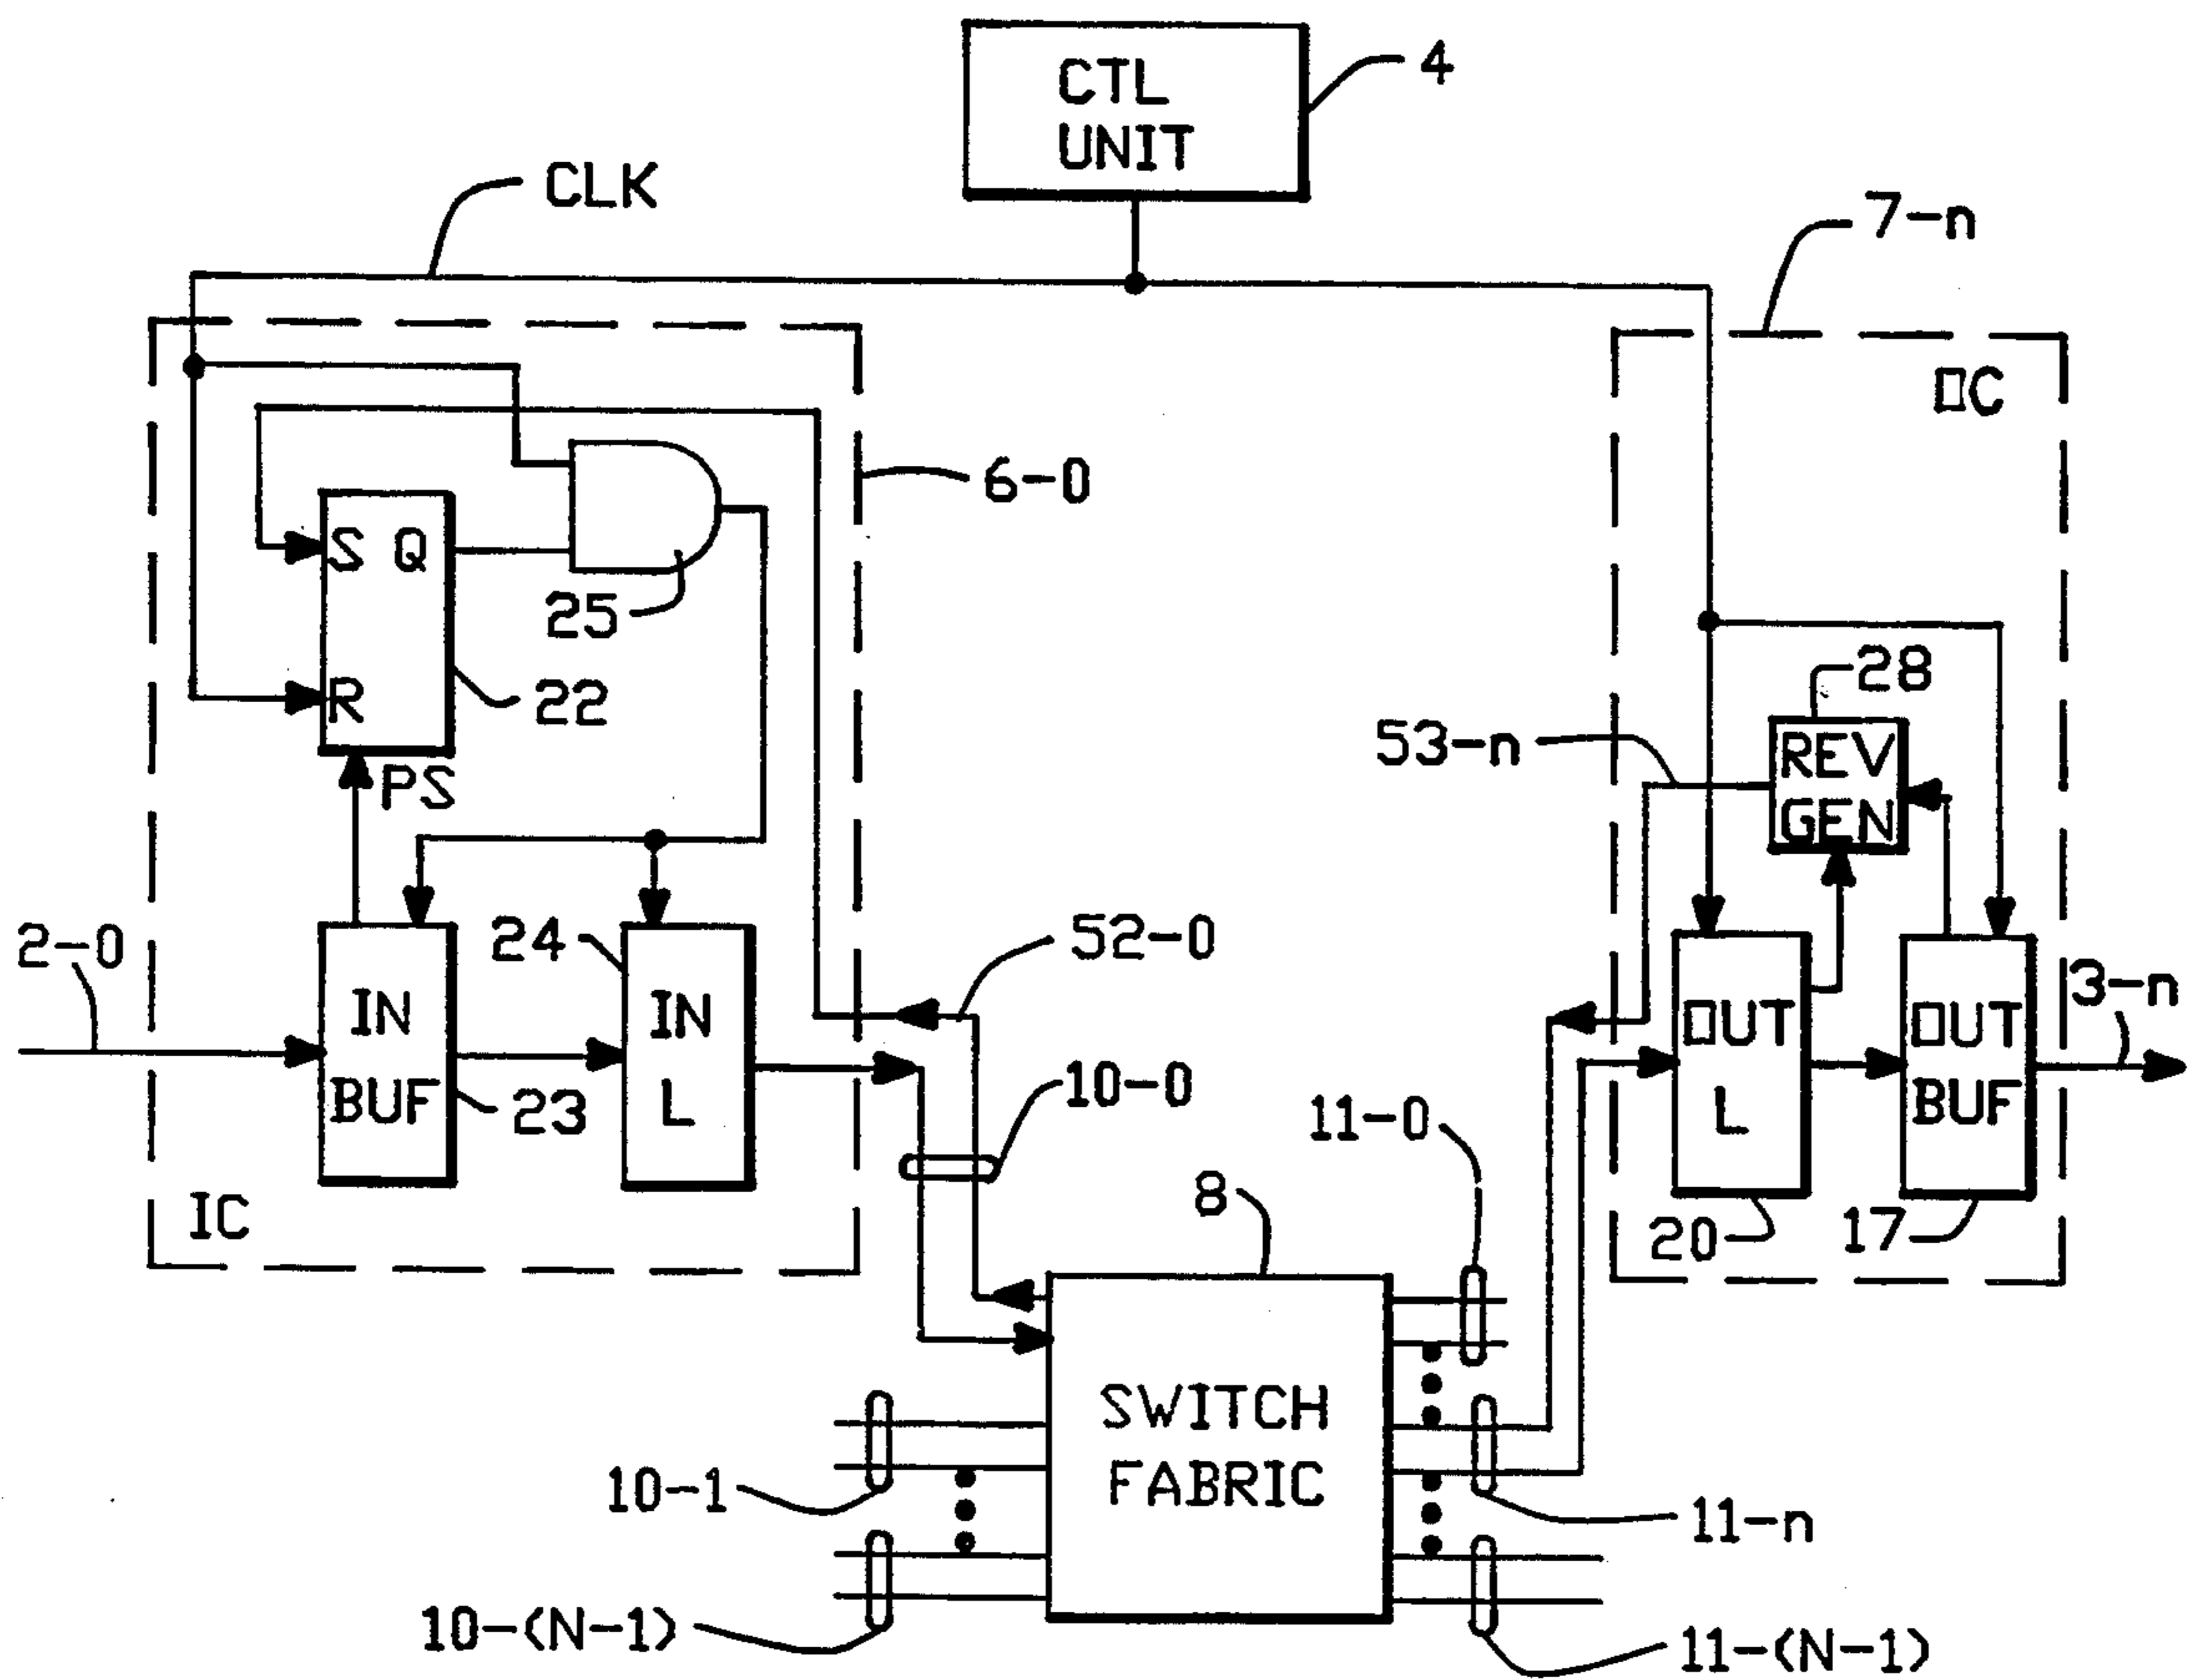 CTL
UNIT
4
CLK
7-n
OC
6-0
S Q
25
R
22
PS
28
REV
GEN
53-n
2-0
24
52-0
3-n
IN
BUF
IN
L
OUT
L
OUT
BUF
23
10-0
11-0
8
20
17
IC
SWITCH
FABRIC
10-1
11-n
10-(N-1)
11-(N-1)